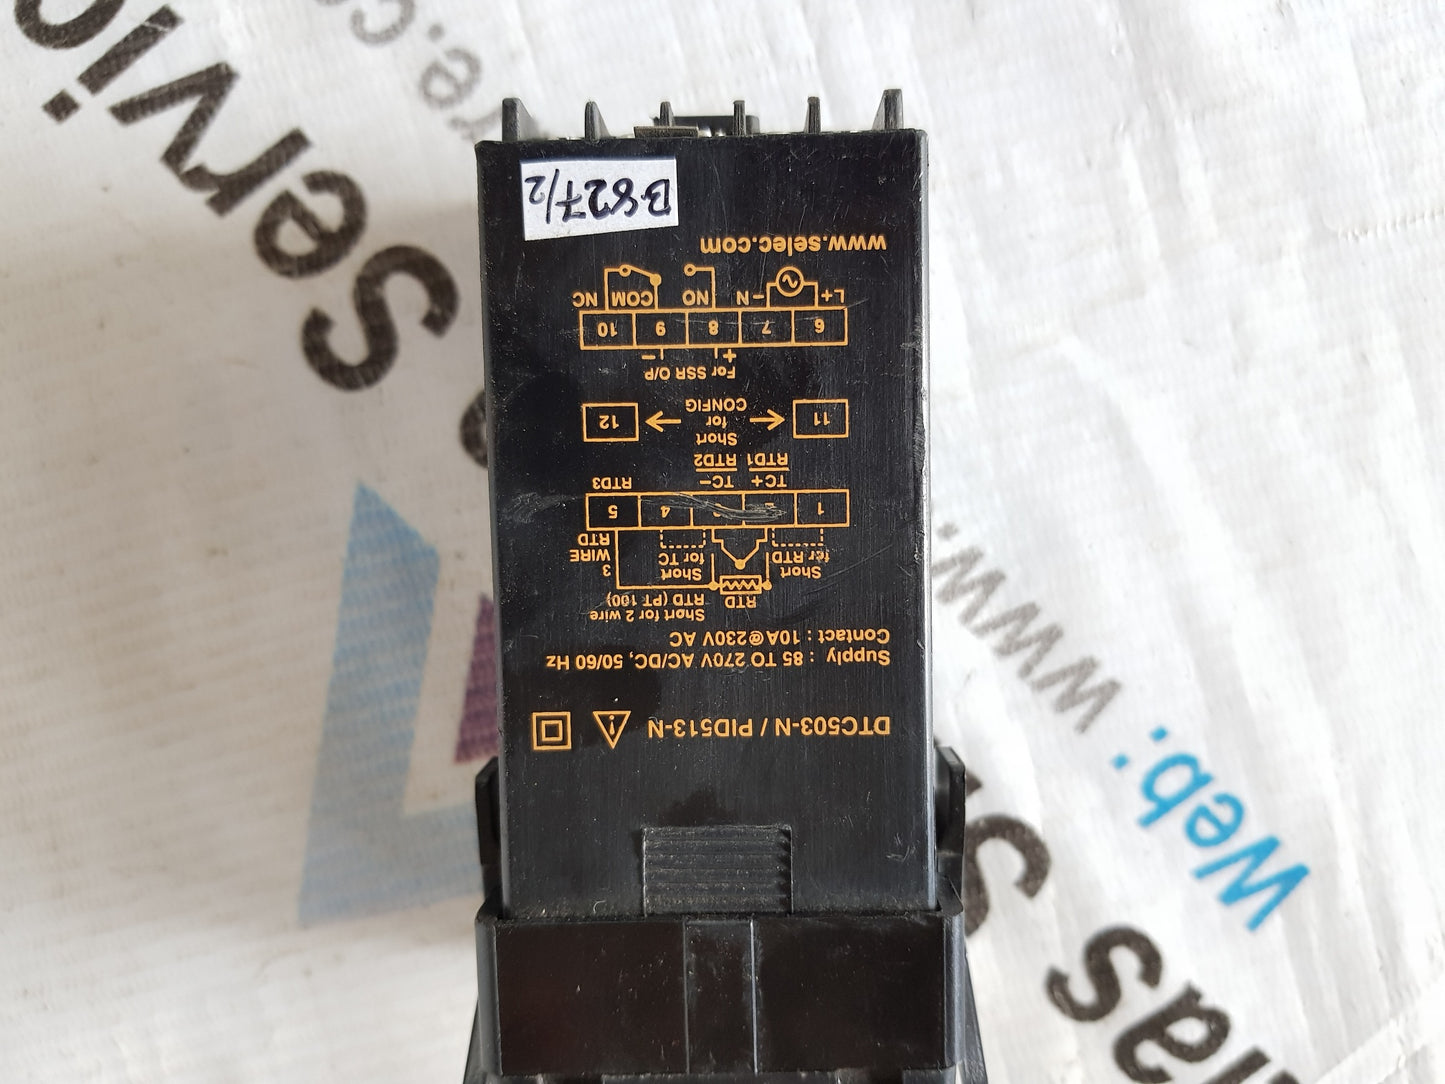 DTC503-N / PID513-N
Supply : 85 TO 270V AC/DC, 50/60 Hz
Contact : 10A@230V AC
Short for 2 wire
RTD (PT 100)
RTD
Short
for RTD
Short
for TC
3
WIRE
RTD
1 4 5
TC+ TC- RTD3
RTD1 RTD2
11 Short for CONFIG 12
For SSR O/P
+ -
6 7 8 9 10
L+ -N NO COM NC
www.selec.com
B-827/2
Web: www.